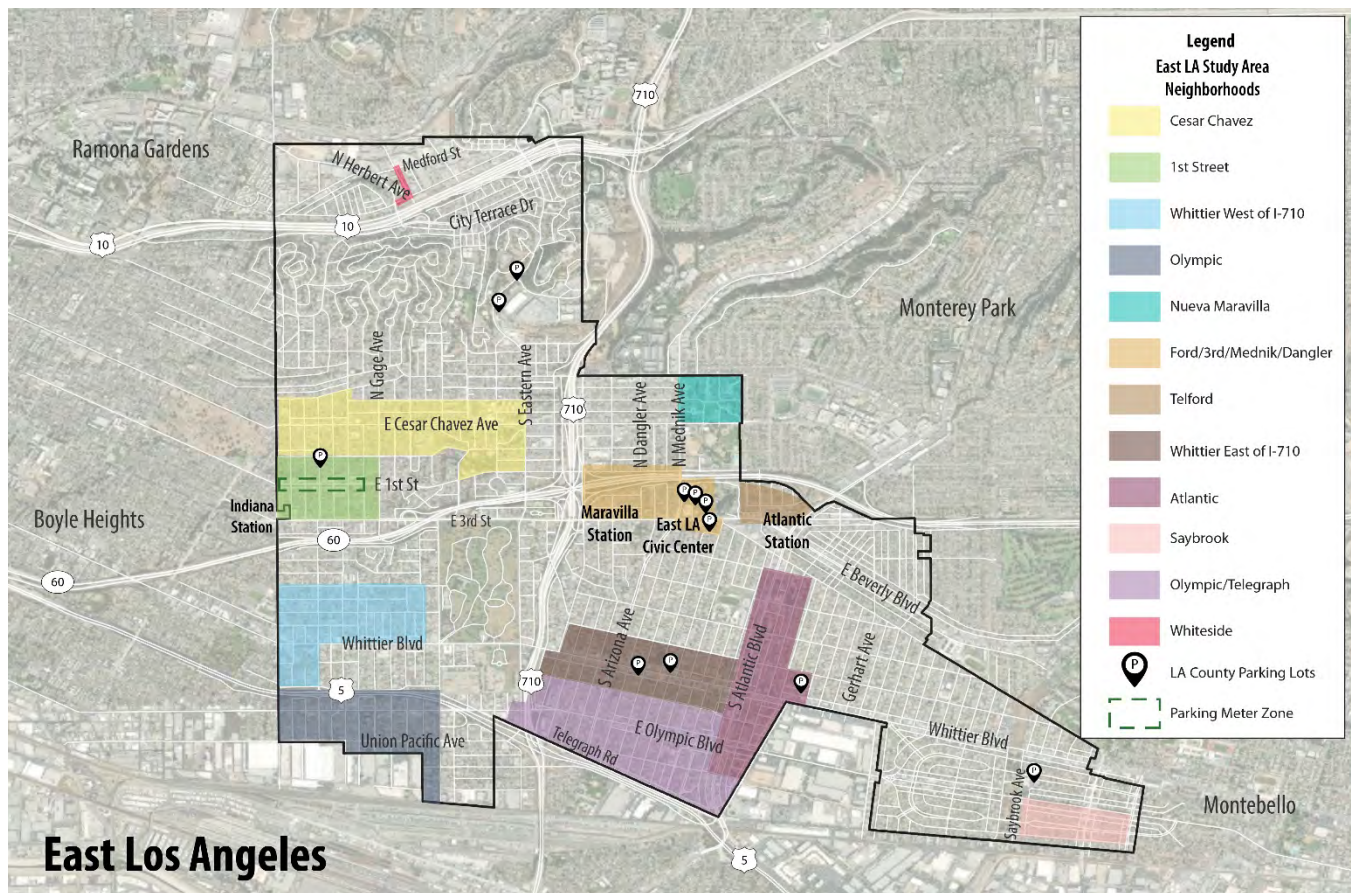 Legend
East LA Study Area
Neighborhoods
Cesar Chavez
1st Street
Whittier West of I-710
Olympic
Nueva Maravilla
Ford/3rd/Mednik/Dangler
Telford
Whittier East of I-710
Atlantic
Saybrook
Olympic/Telegraph
Whiteside
P
LA County Parking Lots
Parking Meter Zone
710
Ramona Gardens
Medford St
N Herbert Ave
City Terrace Dr
10
10
P
P
Monterey Park
N Gage Ave
S Eastern Ave
710
N Dangler Ave
N Mednik Ave
E Cesar Chavez Ave
P
E 1st St
Indiana
Station
Boyle Heights
E 3rd St
60
60
Maravilla
Station
P
P
P
P
East LA
Civic Center
Atlantic
Station
E Beverly Blvd
Whittier Blvd
S Arizona Ave
P
P
S Atlantic Blvd
P
Gerhart Ave
5
710
Union Pacific Ave
E Olympic Blvd
Telegraph Rd
Whittier Blvd
P
Saybrook Ave
Montebello
5
East Los Angeles